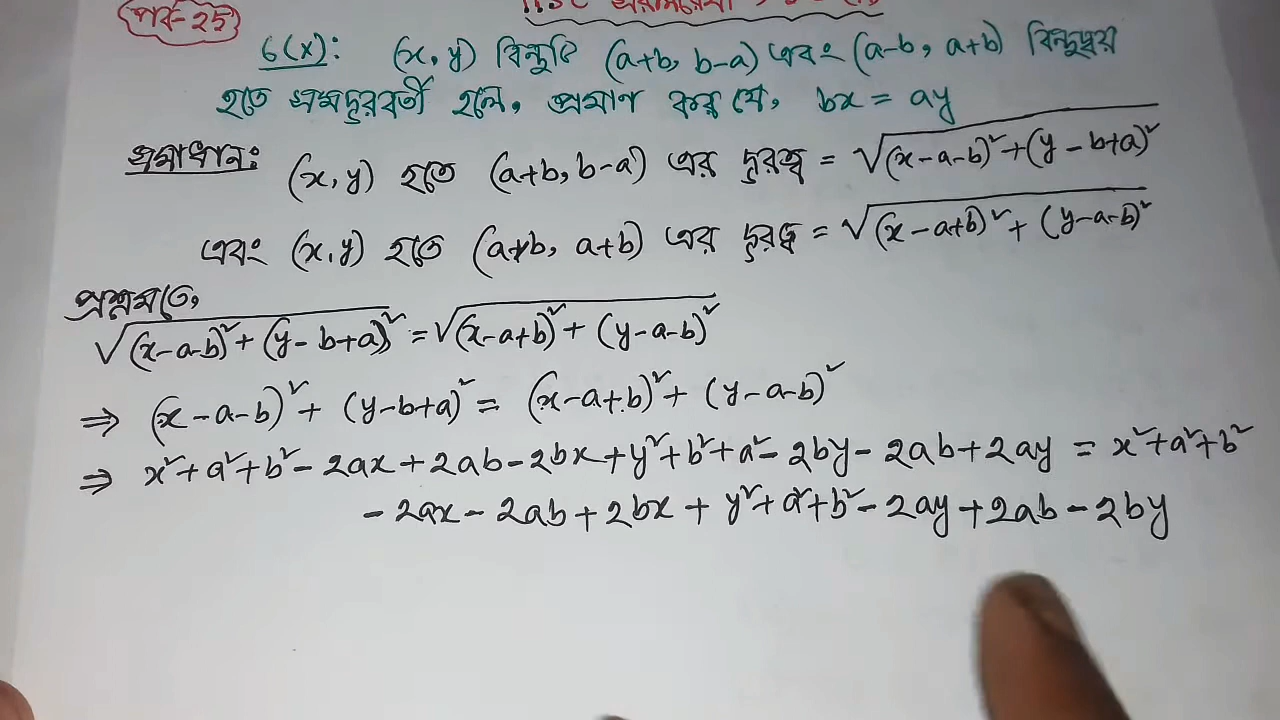 পর্ব-25
6(x): (x, y) বিন্দুটি (a+b, b-a) এবং (a-b, a+b) বিন্দুদ্বয়
হতে সমদুরবর্তী হলে, প্রমাণ কর যে, bx = ay
সমাধান: (x, y) হতে (a+b, b-a) এর দুরত্ব = √(x-a-b)²+(y-b+a)²
এবং (x, y) হতে (a-b, a+b) এর দুরত্ব = √(x-a+b)²+(y-a-b)²
প্রশ্নমতে,
√(x-a-b)²+(y-b+a)² = √(x-a+b)²+(y-a-b)²
⇒ (x-a-b)²+(y-b+a)² = (x-a+b)²+(y-a-b)²
⇒ x²+a²+b²-2ax+2ab-2bx+y²+b²+a²-2by-2ab+2ay = x²+a²+b²
-2ax-2ab+2bx+y²+a²+b²-2ay+2ab-2by